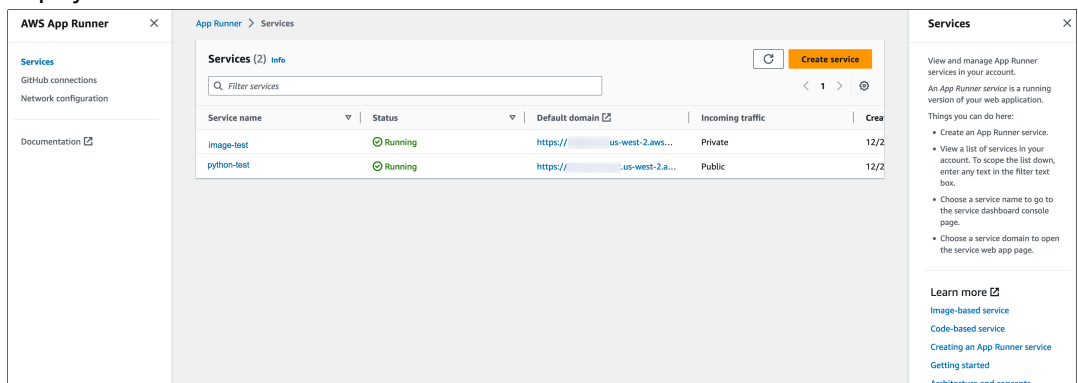 AWS App Runner
Services
GitHub connections
Network configuration
Documentation
App Runner > Services
Services (2) Info
Create service
Filter services
1
Service name
Status
Default domain
Incoming traffic
image-test
Running
https://
us-west-2.aws...
Private
12/2
python-test
Running
https://
.us-west-2.a...
Public
12/2
Services
View and manage App Runner
services in your account.
An App Runner service is a running
version of your web application.
Things you can do here:
• Create an App Runner service.
• View a list of services in your
account. To scope the list down,
enter any text in the filter text
box.
• Choose a service name to go to
the service dashboard console
page.
• Choose a service domain to open
the service web app page.
Learn more
Image-based service
Code-based service
Creating an App Runner service
Getting started